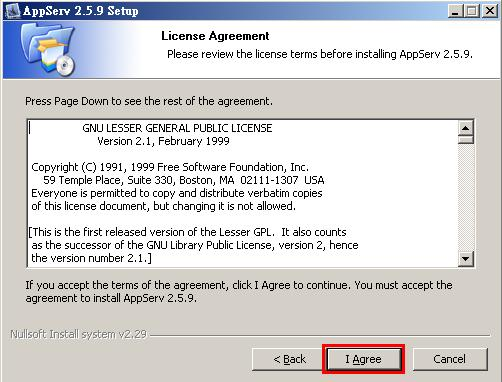 AppServ 2.5.9 Setup
License Agreement
Please review the license terms before installing AppServ 2.5.9.
Press Page Down to see the rest of the agreement.
GNU LESSER GENERAL PUBLIC LICENSE
Version 2.1, February 1999
Copyright (C) 1991, 1999 Free Software Foundation, Inc.
59 Temple Place, Suite 330, Boston, MA  02111-1307  USA
Everyone is permitted to copy and distribute verbatim copies
of this license document, but changing it is not allowed.
[This is the first released version of the Lesser GPL.  It also counts
as the successor of the GNU Library Public License, version 2, hence
the version number 2.1.]
If you accept the terms of the agreement, click I Agree to continue. You must accept the
agreement to install AppServ 2.5.9.
Nullsoft Install system v2.29
< Back
I Agree
Cancel